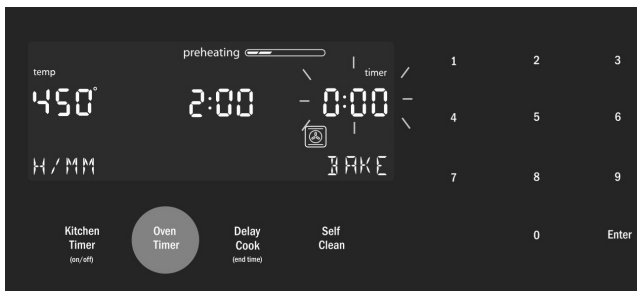 preheating
temp
timer
450°
2:00
0:00
H/MM
BAKE
1 2 3
4 5 6
7 8 9
0 Enter
Kitchen
Timer
(on/off)
Oven
Timer
Delay
Cook
(end time)
Self
Clean